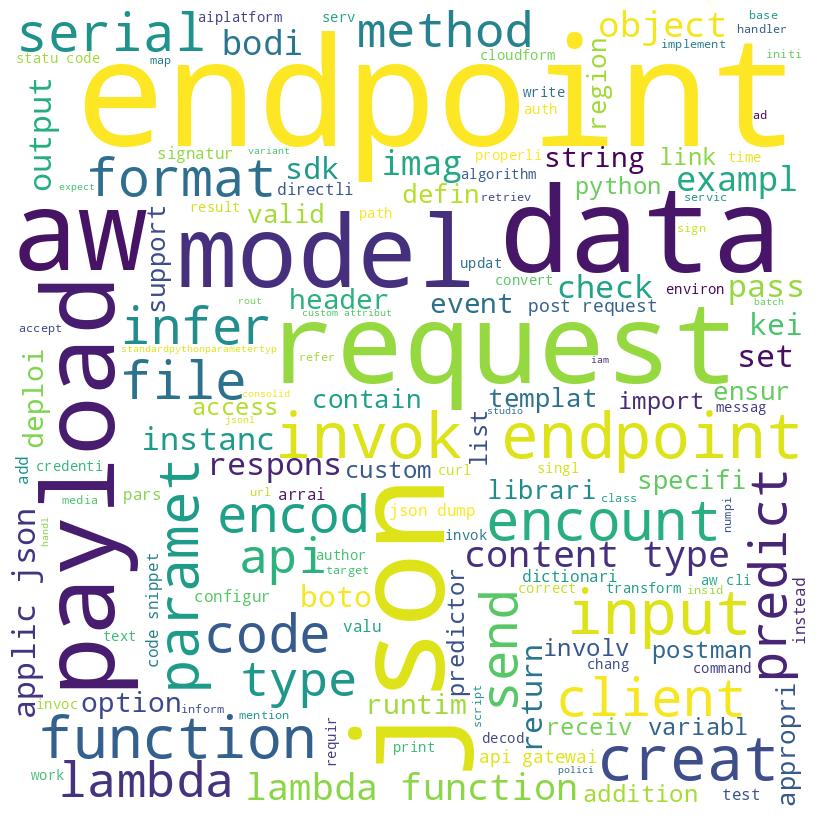 serial
aiplatform
serv
bodi
method
object
base
handler
statu code
map
cloudform
implement
initi
endpoint
region
output
write
auth
ad
signatur
variant
format
sdk
imag
properli
string
link
time
expect
directli
algorithm
defin
retriev
python
exampl
servic
aw
result
valid
path
model
data
sign
support
updat
payload
header
event
convert
post request
check
environ
pass
rout
custom attribut
batch
accept
infer
request
kei
standardpythonparametertyp
refer
iam
set
deploi
file
consolid
contain
templat
import
ensur
access
jsonl
studio
messag
instanc
invok endpoint
list
add
credenti
respons
custom
curl
singl
specifi
media
pars
url
arrai
librari
class
numpi
predict
paramet
encod
json
json dump
invok
encount
handl
applic json
api
author
target
content type
dictionari
aw cli
configur
boto
predictor
correct
transform
insid
instead
text
code snippet
code
valu
send
input
involv
postman
return
chang
command
type
option
invoc
inform
mention
runtim
script
client
receiv
variabl
appropri
function
requir
print
decod
api gatewai
work
lambda
lambda function
polici
creat
addition
test